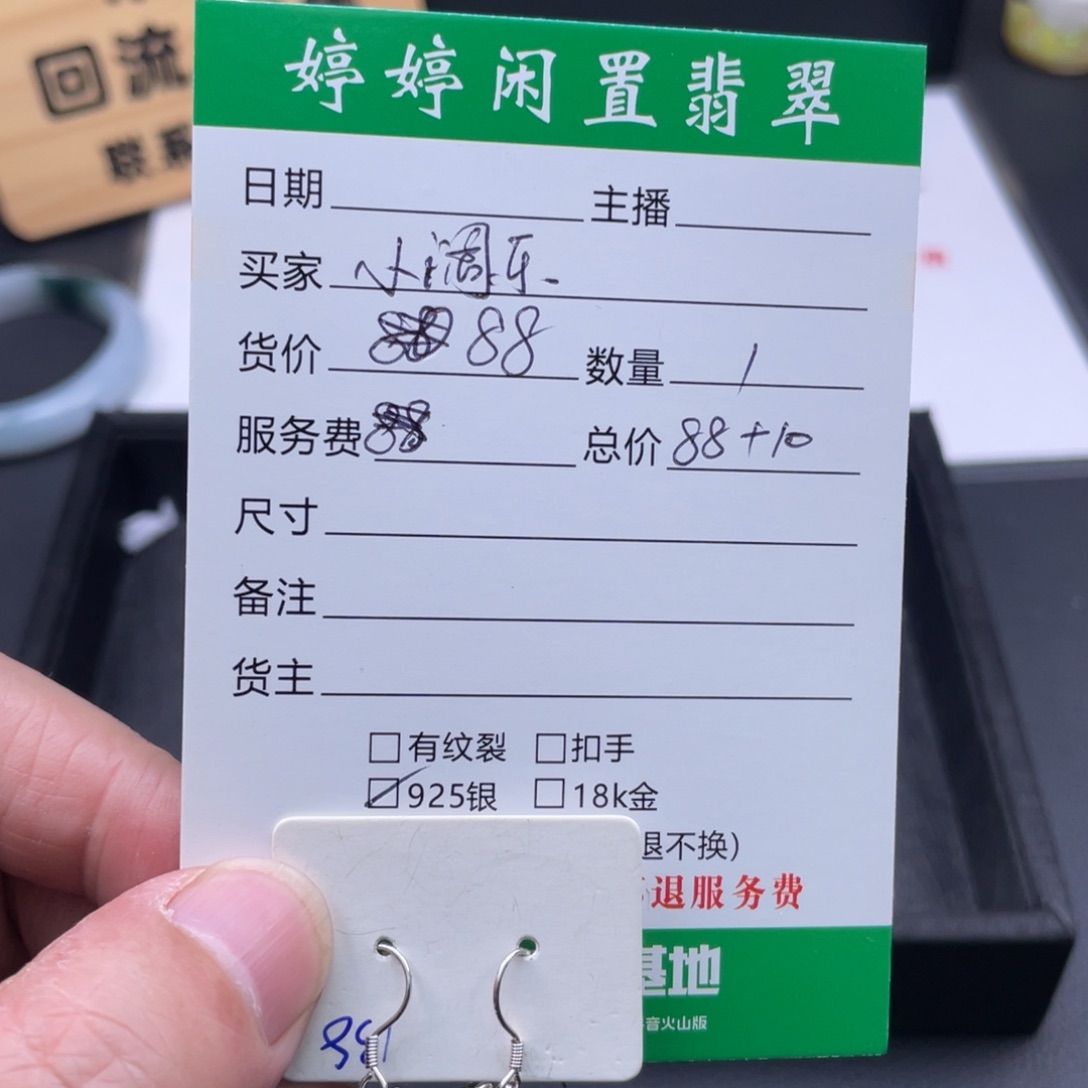 回流
联系
婷婷闲置翡翠
日期 主播
买家 小
货价 88 数量 1
服务费 总价 88+10
尺寸
备注
货主
□有纹裂 □扣手
☑925银 □18k金
退不换)
退服务费
基地
音火山版